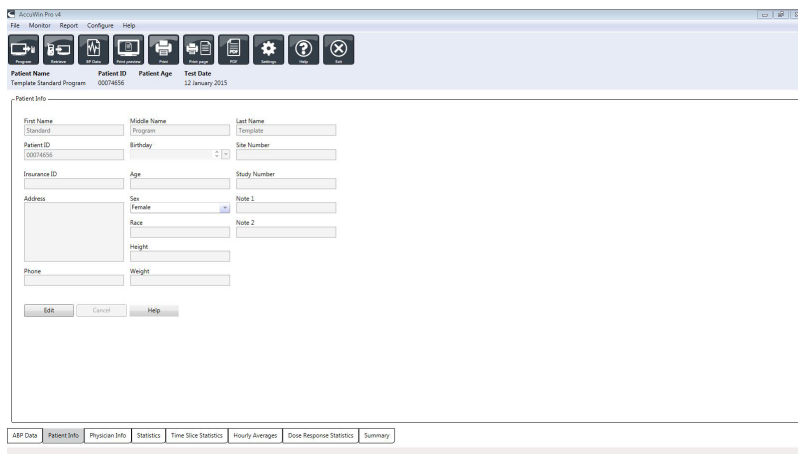 AccuWin Pro v4
File Monitor Report Configure Help
Program Retrieve BP Data Print preview Print Print page PDF Settings Help Exit
Patient Name Patient ID Patient Age Test Date
Template Standard Program 00074656 12 January 2015
Patient Info
First Name Middle Name Last Name
Standard Program Template
Patient ID Birthday Site Number
00074656
Insurance ID Age Study Number
Address Sex Note 1
Female
Race Note 2
Height
Phone Weight
Edit Cancel Help
ABP Data Patient Info Physician Info Statistics Time Slice Statistics Hourly Averages Dose Response Statistics Summary